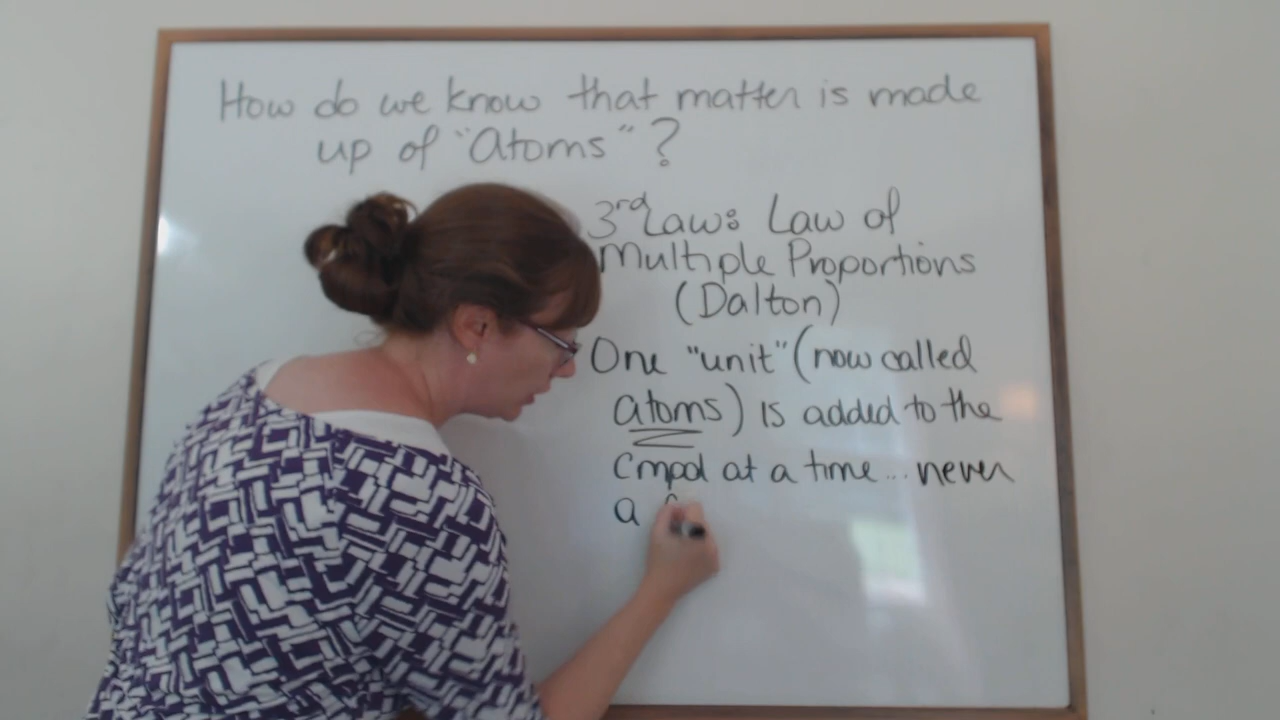 How do we know that matter is made
up of "Atoms"?
3rd Law: Law of
Multiple Proportions
(Dalton)
One "unit" (now called
atoms) is added to the
cmpd at a time... never
a